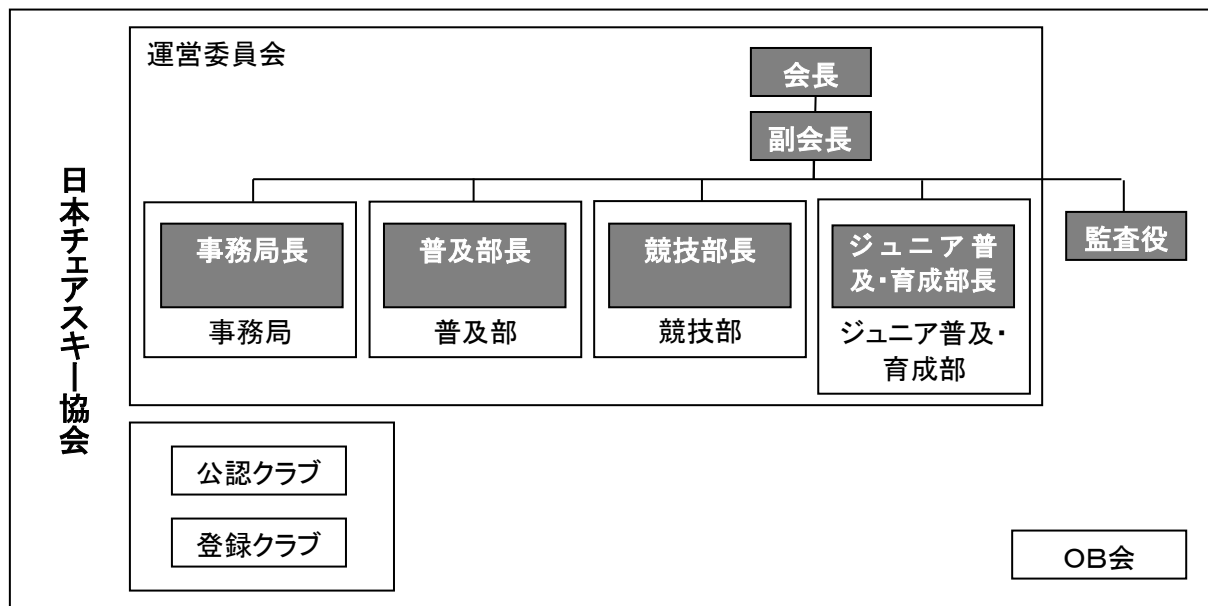 日本チェアスキー協会
運営委員会
会長
副会長
事務局長
事務局
普及部長
普及部
競技部長
競技部
ジュニア普
及・育成部長
ジュニア普及・
育成部
監査役
公認クラブ
登録クラブ
ＯＢ会